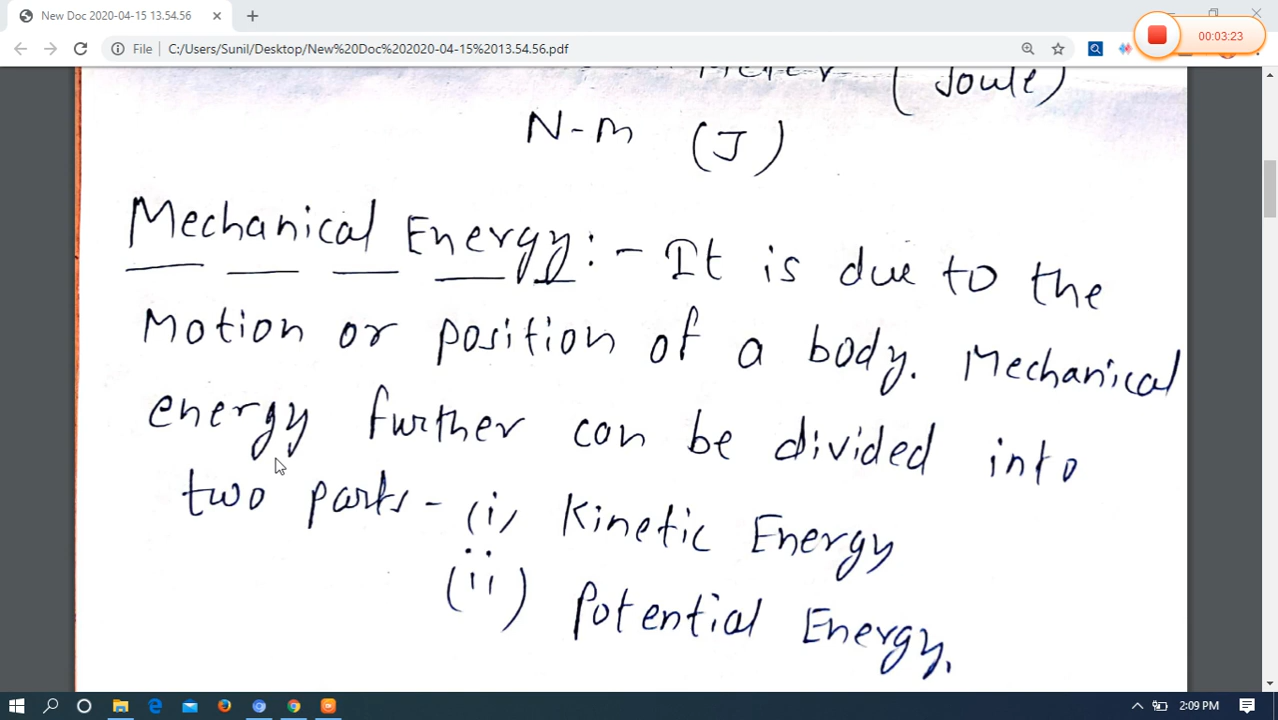 New Doc 2020-04-15 13.54.56
00:03:23
File
C:/Users/Sunil/Desktop/New%20Doc%202020-04-15%2013.54.56.pdf
Meter (Joule)
N-m (J)
Mechanical Energy:- It is due to the
Motion or position of a body. Mechanical
energy further can be divided into
two parts- (i) Kinetic Energy
(ii) Potential Energy.
2:09 PM